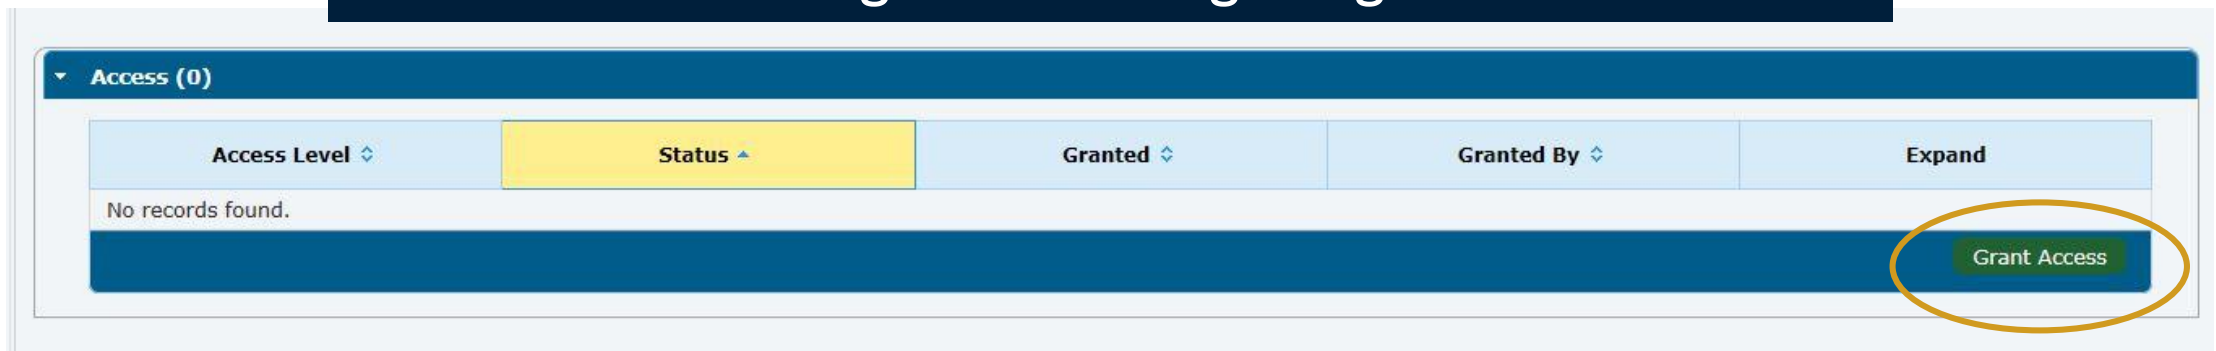 Access (0)
Access Level Status Granted Granted By Expand
No records found.
Grant Access